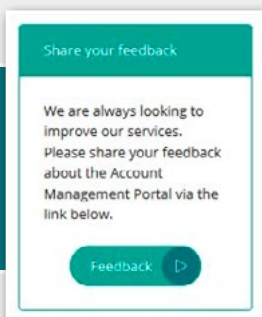 Share your feedback
We are always looking to
improve our services.
Please share your feedback
about the Account
Management Portal via the
link below.
Feedback